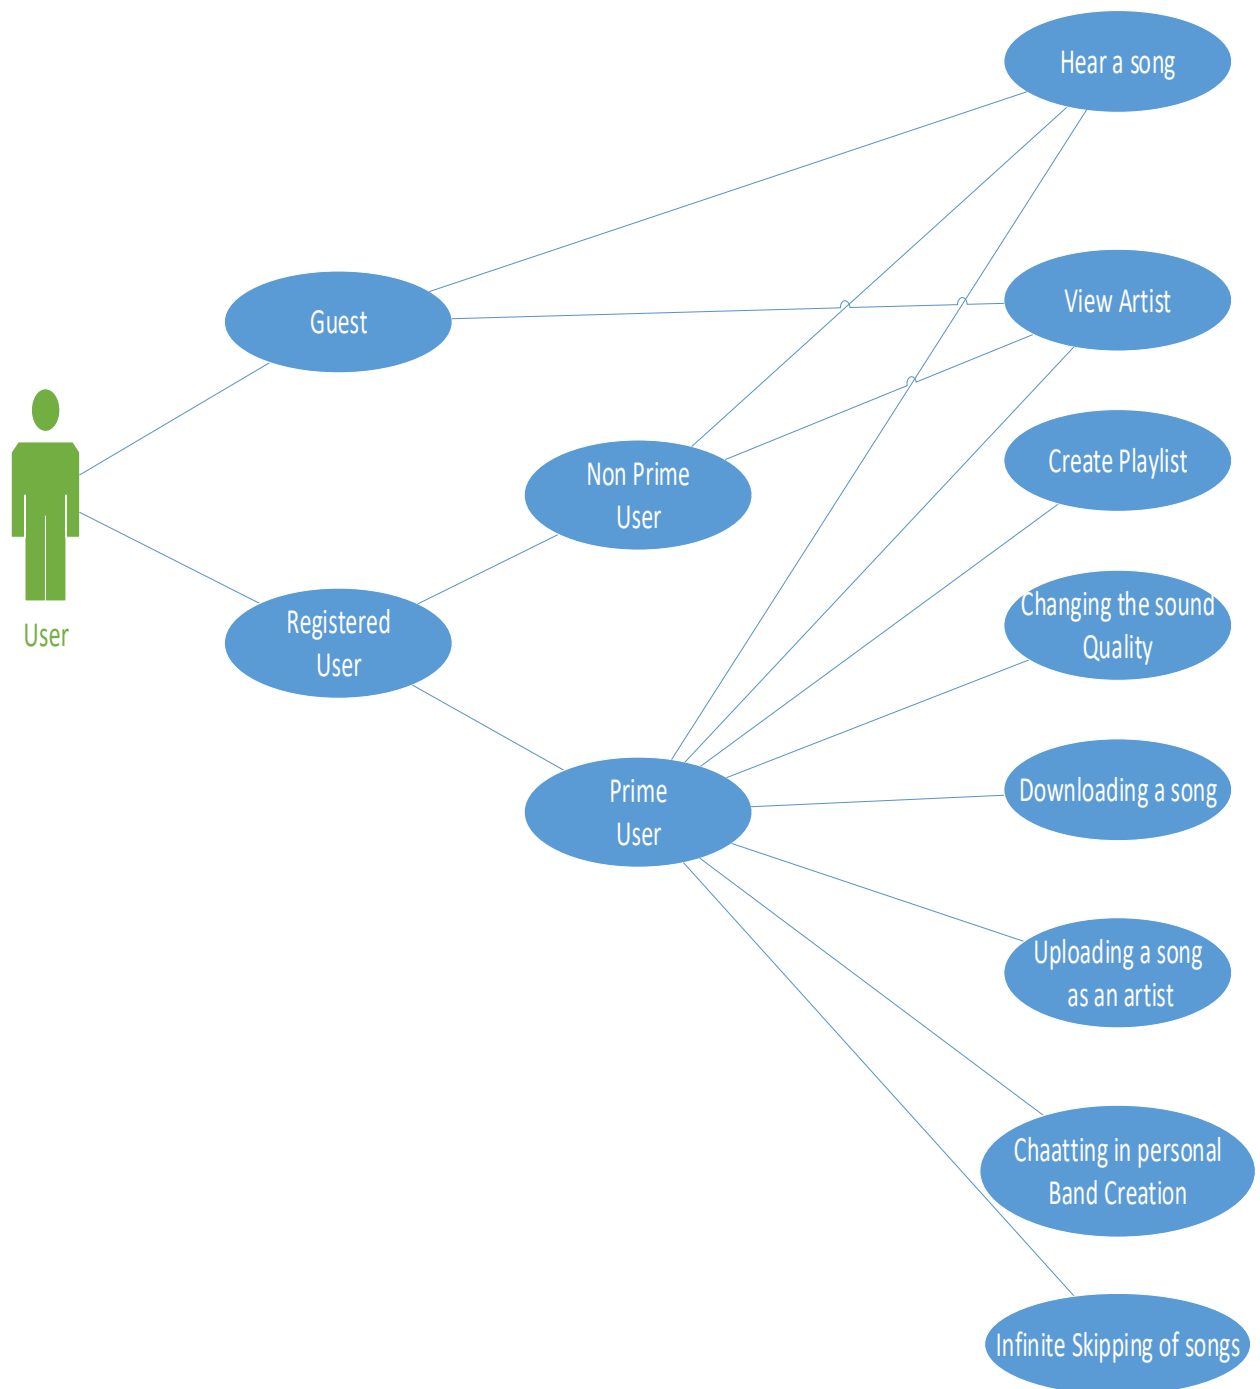 Hear a song
Guest
View Artist
User
Non Prime
User
Create Playlist
Registered
User
Changing the sound
Quality
Prime
User
Downloading a song
Uploading a song
as an artist
Chaatting in personal
Band Creation
Infinite Skipping of songs